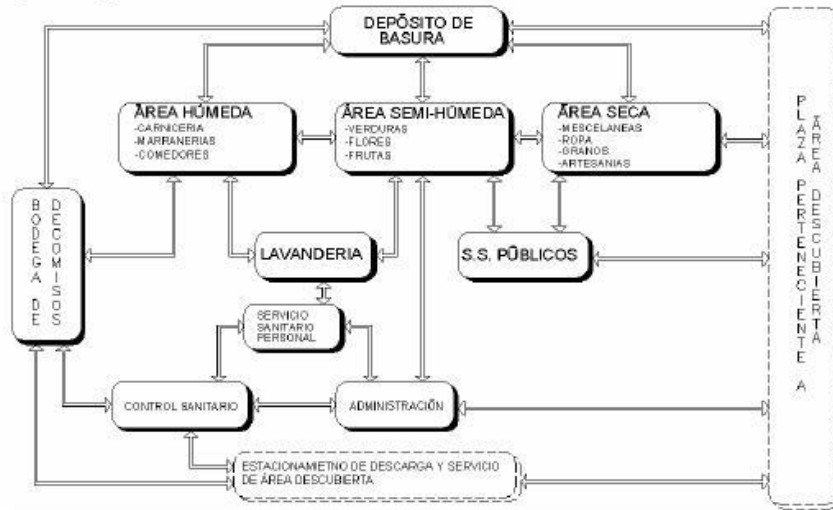 DEPÓSITO DE
BASURA
ÁREA HÚMEDA
-CARNICERIA
-MARRANERIAS
-COMEDORES
ÁREA SEMI-HÚMEDA
-VERDURAS
-FLORES
-FRUTAS
ÁREA SECA
-MESCELANEAS
-ROPA
-GRANOS
-ARTESANIAS
BODEGA DE
DECOMISOS
LAVANDERIA
S.S. PÚBLICOS
SERVICIO
SANITARIO
PERSONAL
CONTROL SANITARIO
ADMINISTRACIÓN
ESTACIONAMIETNO DE DESCARGA Y SERVICIO
DE ÁREA DESCUBIERTA
PLAZA PERTENECIENTE A
ÁREA DESCUBIERTA